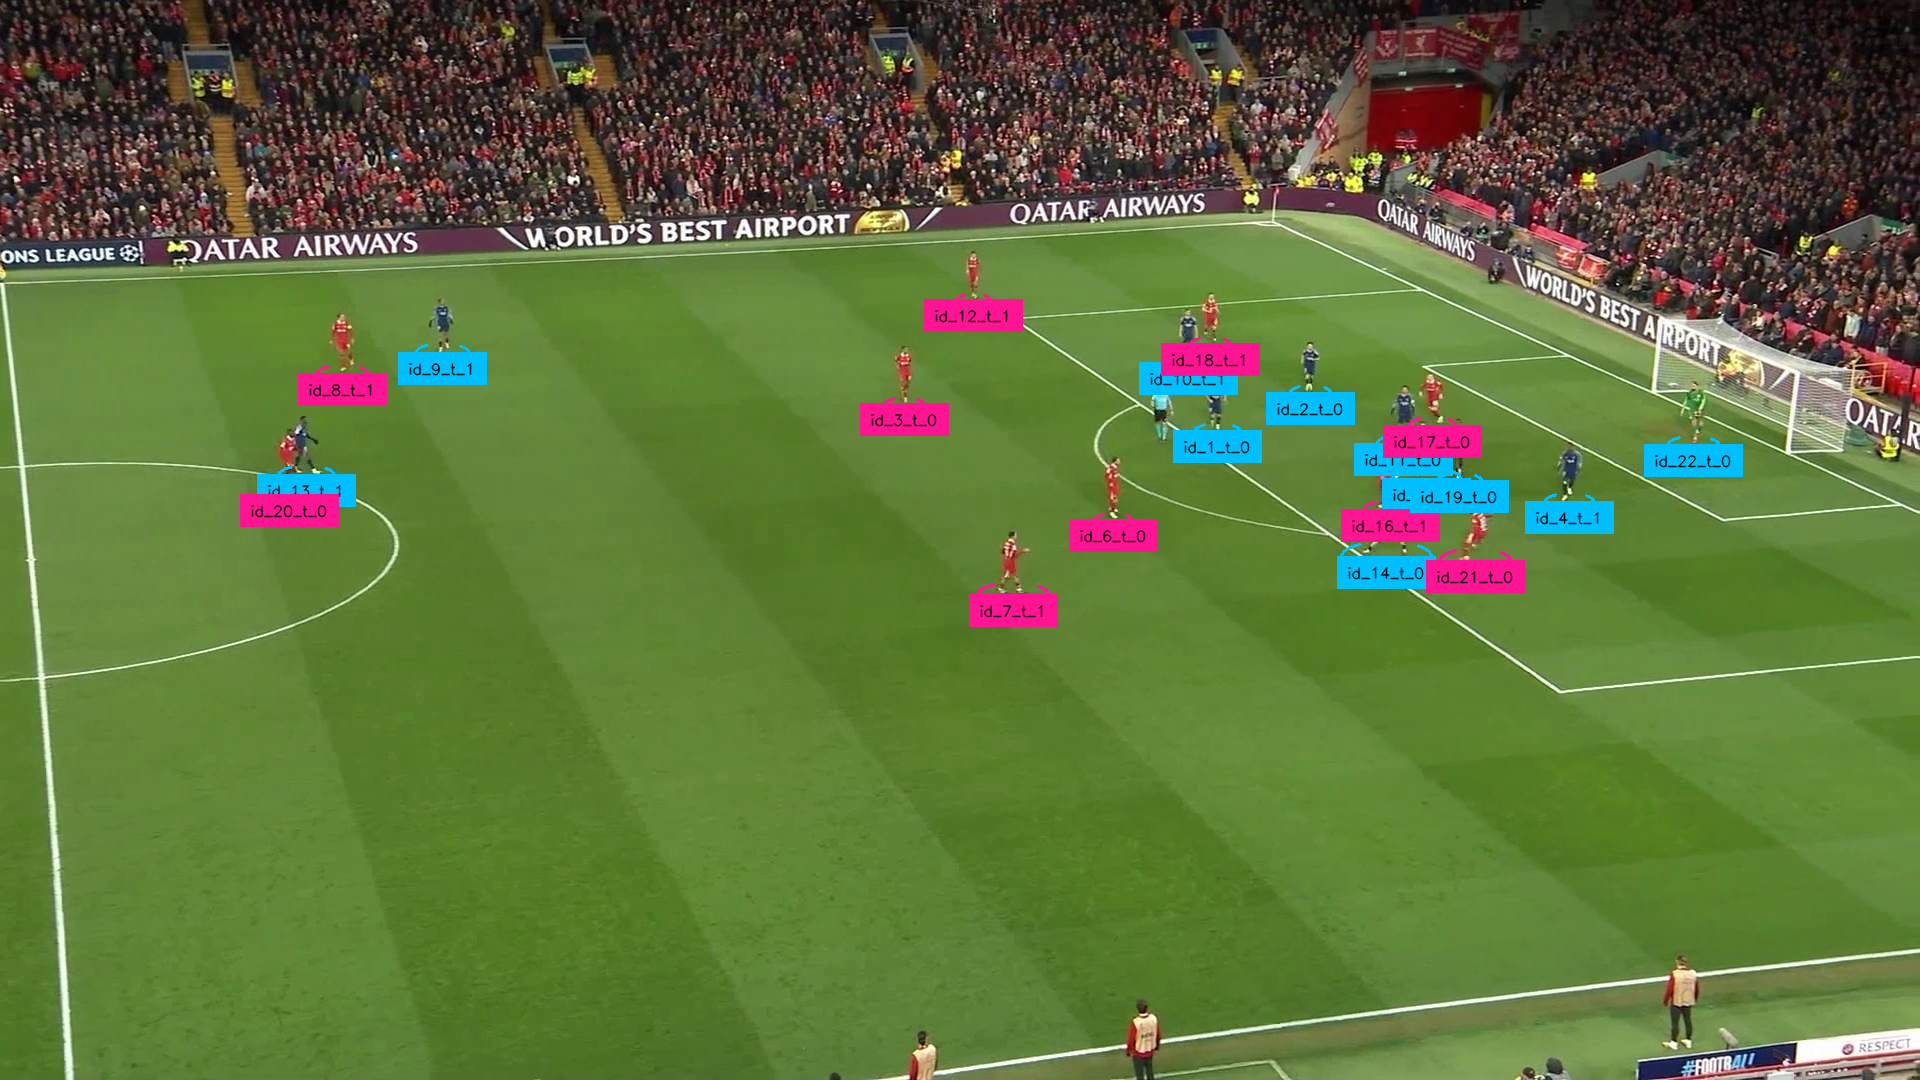 ONS LEAGUE
QATAR AIRWAYS
WORLD'S BEST AIRPORT
QATAR AIRWAYS
QATAR AIRWAYS
WORLD'S BEST AIRPORT
QATAR
id_12_t_1
id_8_t_1
id_9_t_1
id_18_t_1
id_10_t_1
id_3_t_0
id_2_t_0
id_1_t_0
id_17_t_0
id_11_t_0
id_22_t_0
id_13_t_1
id_20_t_0
id_
id_19_t_0
id_4_t_1
id_16_t_1
id_6_t_0
id_14_t_0
id_21_t_0
id_7_t_1
#FOOTBALL
RESPECT